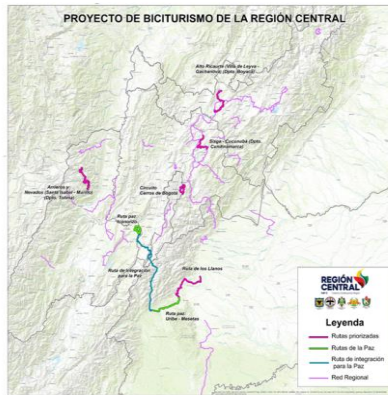 PROYECTO DE BICITURISMO DE LA REGIÓN CENTRAL
Alto Ricaurte (Villa de Leyva -
(Dpto. Boyacá)
Sisga - Cucunubá (Dpto.
Cundinamarca)
Armero y
Nevados (Santa Isabel - Murillo)
(Dpto. Tolima)
Circuito
Cerros de Bogotá
Ruta paz:
Ruta de integración
para la Paz
Ruta de los Llanos
Ruta paz:
Uribe - Mesetas
REGIÓN
CENTRAL
Leyenda
Rutas priorizadas
Rutas de la Paz
Ruta de integración
para la Paz
Red Regional